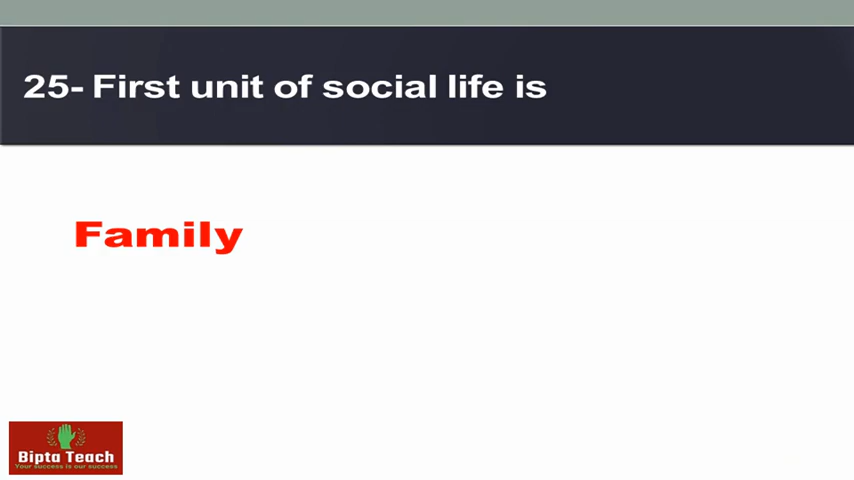 25- First unit of social life is
Family
Bipta Teach
Your success is our success